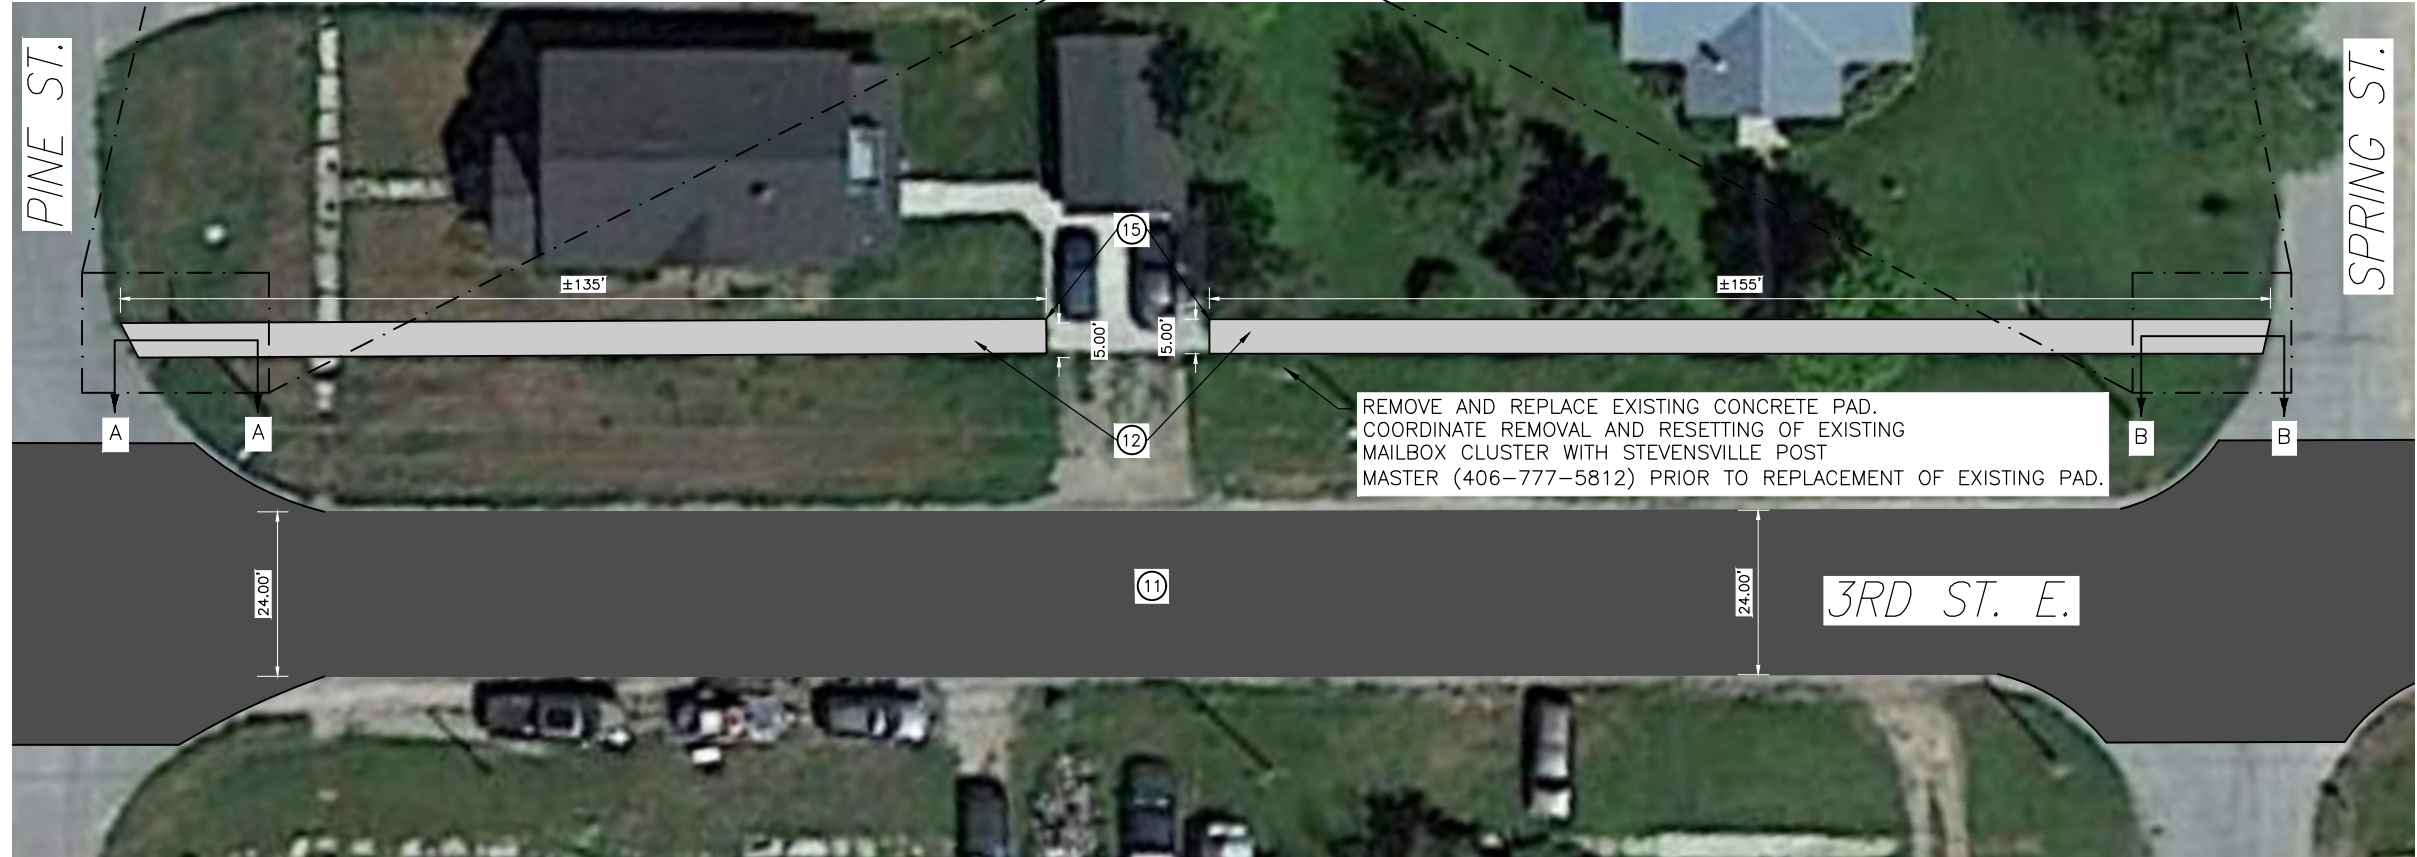 PINE ST.
SPRING ST.
15
±135'
±155'
5.00'
5.00'
REMOVE AND REPLACE EXISTING CONCRETE PAD.
COORDINATE REMOVAL AND RESETTING OF EXISTING
MAILBOX CLUSTER WITH STEVENSVILLE POST
MASTER (406-777-5812) PRIOR TO REPLACEMENT OF EXISTING PAD.
A
A
12
B
B
24.00'
11
24.00'
3RD ST. E.